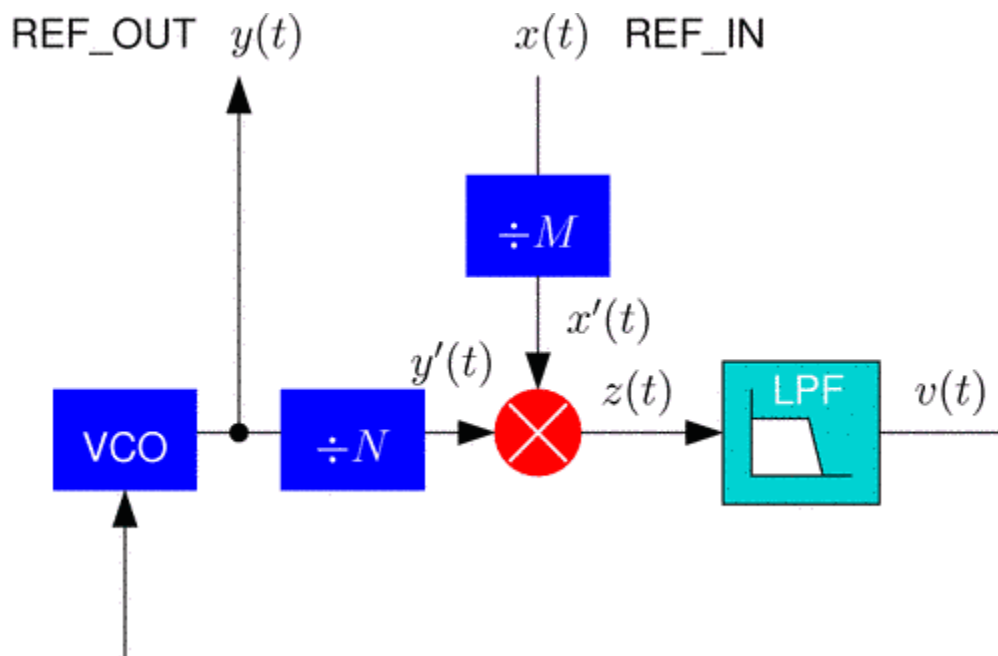 REF_OUT y(t) x(t) REF_IN
÷M
x′(t)
y′(t)
z(t)
LPF
v(t)
VCO
÷N